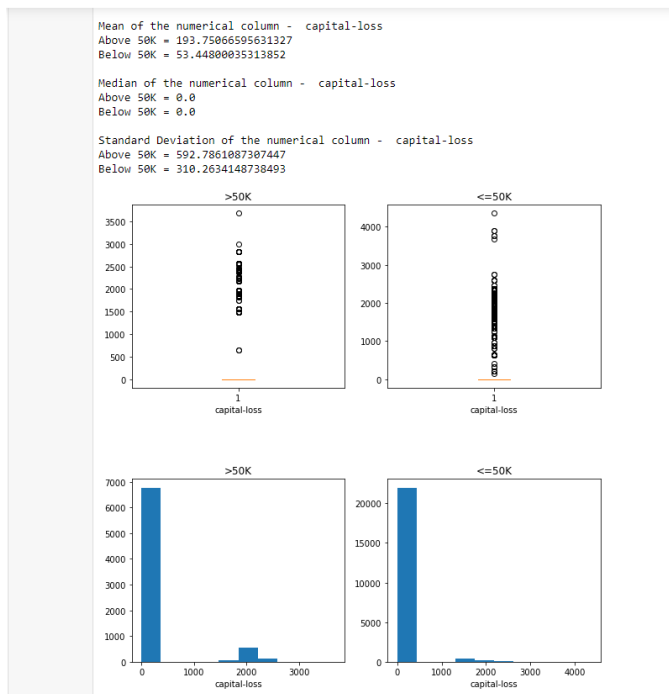 Mean of the numerical column -  capital-loss
Above 50K = 193.75066595631327
Below 50K = 53.44800035313852
Median of the numerical column -  capital-loss
Above 50K = 0.0
Below 50K = 0.0
Standard Deviation of the numerical column -  capital-loss
Above 50K = 592.7861087307447
Below 50K = 310.2634148738493
>50K
3500
3000
2500
2000
1500
1000
500
0
1
capital-loss
<=50K
4000
3000
2000
1000
0
1
capital-loss
>50K
7000
6000
5000
4000
3000
2000
1000
0
0 1000 2000 3000
capital-loss
<=50K
20000
15000
10000
5000
0
0 1000 2000 3000 4000
capital-loss